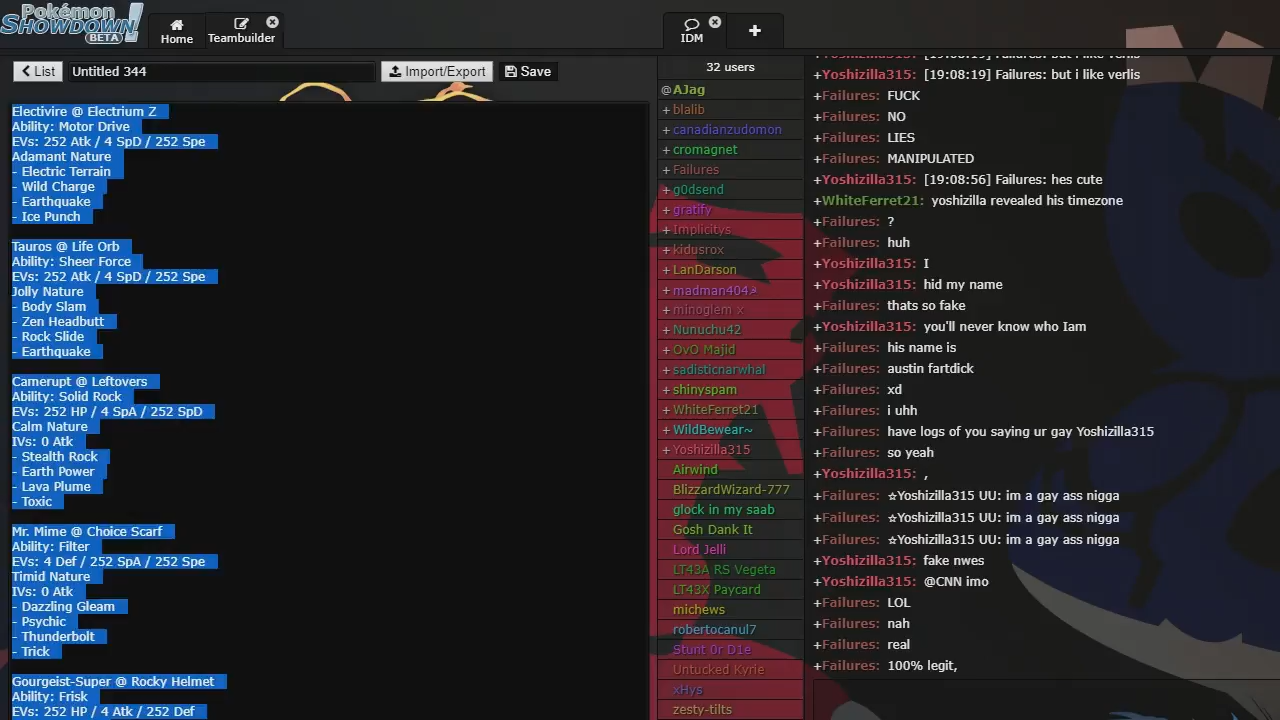 Pokémon
SHOWDOWN!
BETA
Home
Teambuilder
IDM
List
Untitled 344
Import/Export
Save
Electivire @ Electrium Z
Ability: Motor Drive
EVs: 252 Atk / 4 SpD / 252 Spe
Adamant Nature
- Electric Terrain
- Wild Charge
- Earthquake
- Ice Punch
Tauros @ Life Orb
Ability: Sheer Force
EVs: 252 Atk / 4 SpD / 252 Spe
Jolly Nature
- Body Slam
- Zen Headbutt
- Rock Slide
- Earthquake
Camerupt @ Leftovers
Ability: Solid Rock
EVs: 252 HP / 4 SpA / 252 SpD
Calm Nature
IVs: 0 Atk
- Stealth Rock
- Earth Power
- Lava Plume
- Toxic
Mr. Mime @ Choice Scarf
Ability: Filter
EVs: 4 Def / 252 SpA / 252 Spe
Timid Nature
IVs: 0 Atk
- Dazzling Gleam
- Psychic
- Thunderbolt
- Trick
Gourgeist-Super @ Rocky Helmet
Ability: Frisk
EVs: 252 HP / 4 Atk / 252 Def
32 users
@AJag
+blalib
+canadianzudomon
+cromagnet
+Failures
+g0dsend
+gratify
+Implicitys
+kidusrox
+LanDarson
+madman404
+minoglem x
+Nunuchu42
+OvO Majid
+sadisticnarwhal
+shinyspam
+WhiteFerret21
+WildBewear~
+Yoshizilla315
Airwind
BlizzardWizard-777
glock in my saab
Gosh Dank It
Lord Jelli
LT43A RS Vegeta
LT43X Paycard
michews
robertocanul7
Stunt 0r D1e
Untucked Kyrie
xHys
zesty-tilts
+Yoshizilla315: [19:08:19] Failures: but i like verlis
+Yoshizilla315: [19:08:19] Failures: but i like verlis
+Failures: FUCK
+Failures: NO
+Failures: LIES
+Failures: MANIPULATED
+Yoshizilla315: [19:08:56] Failures: hes cute
+WhiteFerret21: yoshizilla revealed his timezone
+Failures: ?
+Failures: huh
+Yoshizilla315: I
+Yoshizilla315: hid my name
+Failures: thats so fake
+Yoshizilla315: you'll never know who Iam
+Failures: his name is
+Failures: austin fartdick
+Failures: xd
+Failures: i uhh
+Failures: have logs of you saying ur gay Yoshizilla315
+Failures: so yeah
+Yoshizilla315: ,
+Failures: ☆Yoshizilla315 UU: im a gay ass nigga
+Failures: ☆Yoshizilla315 UU: im a gay ass nigga
+Failures: ☆Yoshizilla315 UU: im a gay ass nigga
+Yoshizilla315: fake nwes
+Yoshizilla315: @CNN imo
+Failures: LOL
+Failures: nah
+Failures: real
+Failures: 100% legit,